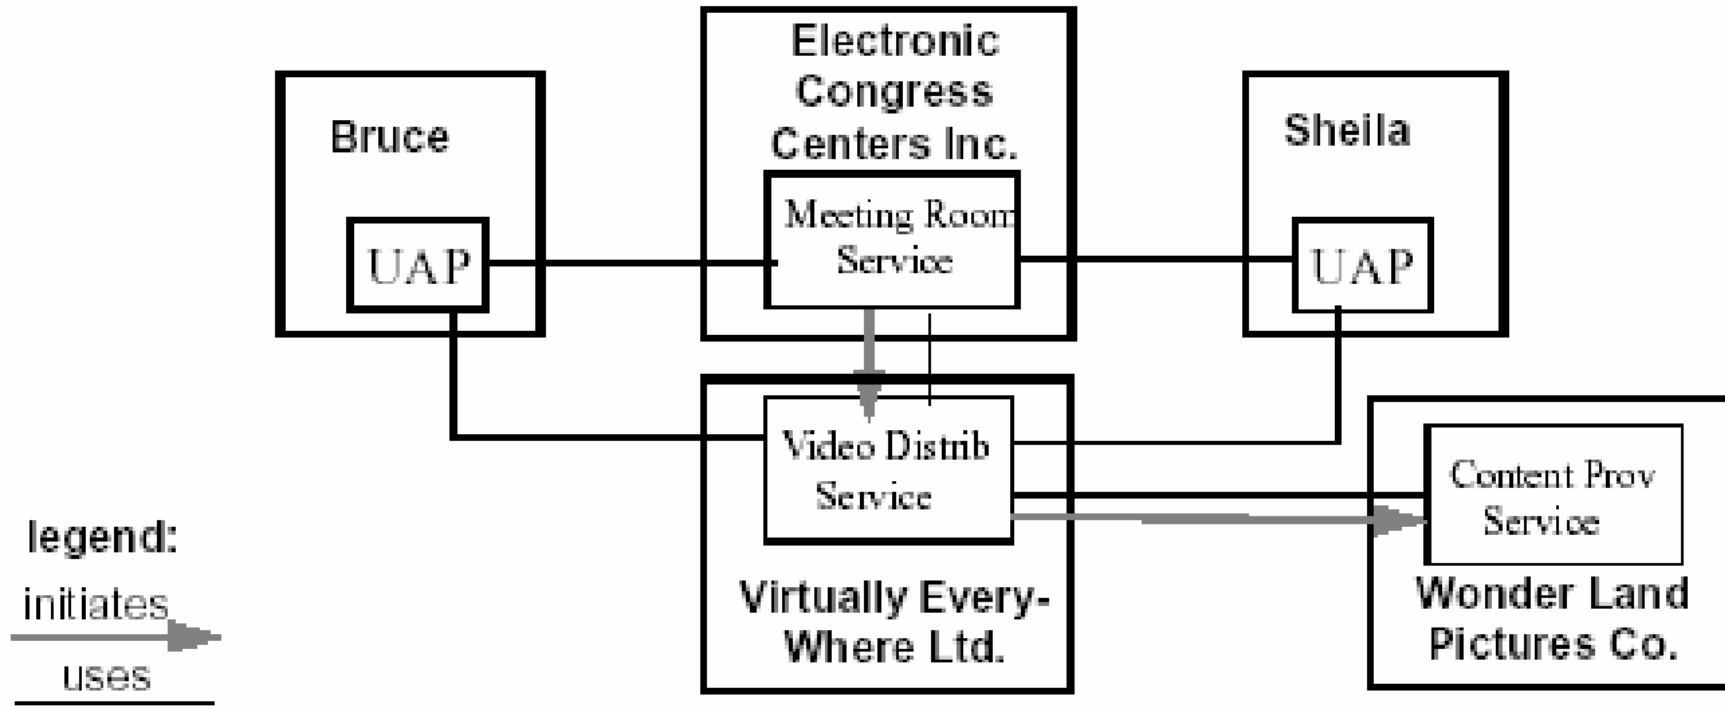 Electronic
Congress
Centers Inc.
Bruce
Sheila
Meeting Room
Service
UAP
UAP
Video Distrib
Service
Content Prov
Service
legend:
initiates
uses
Virtually Every-
Where Ltd.
Wonder Land
Pictures Co.